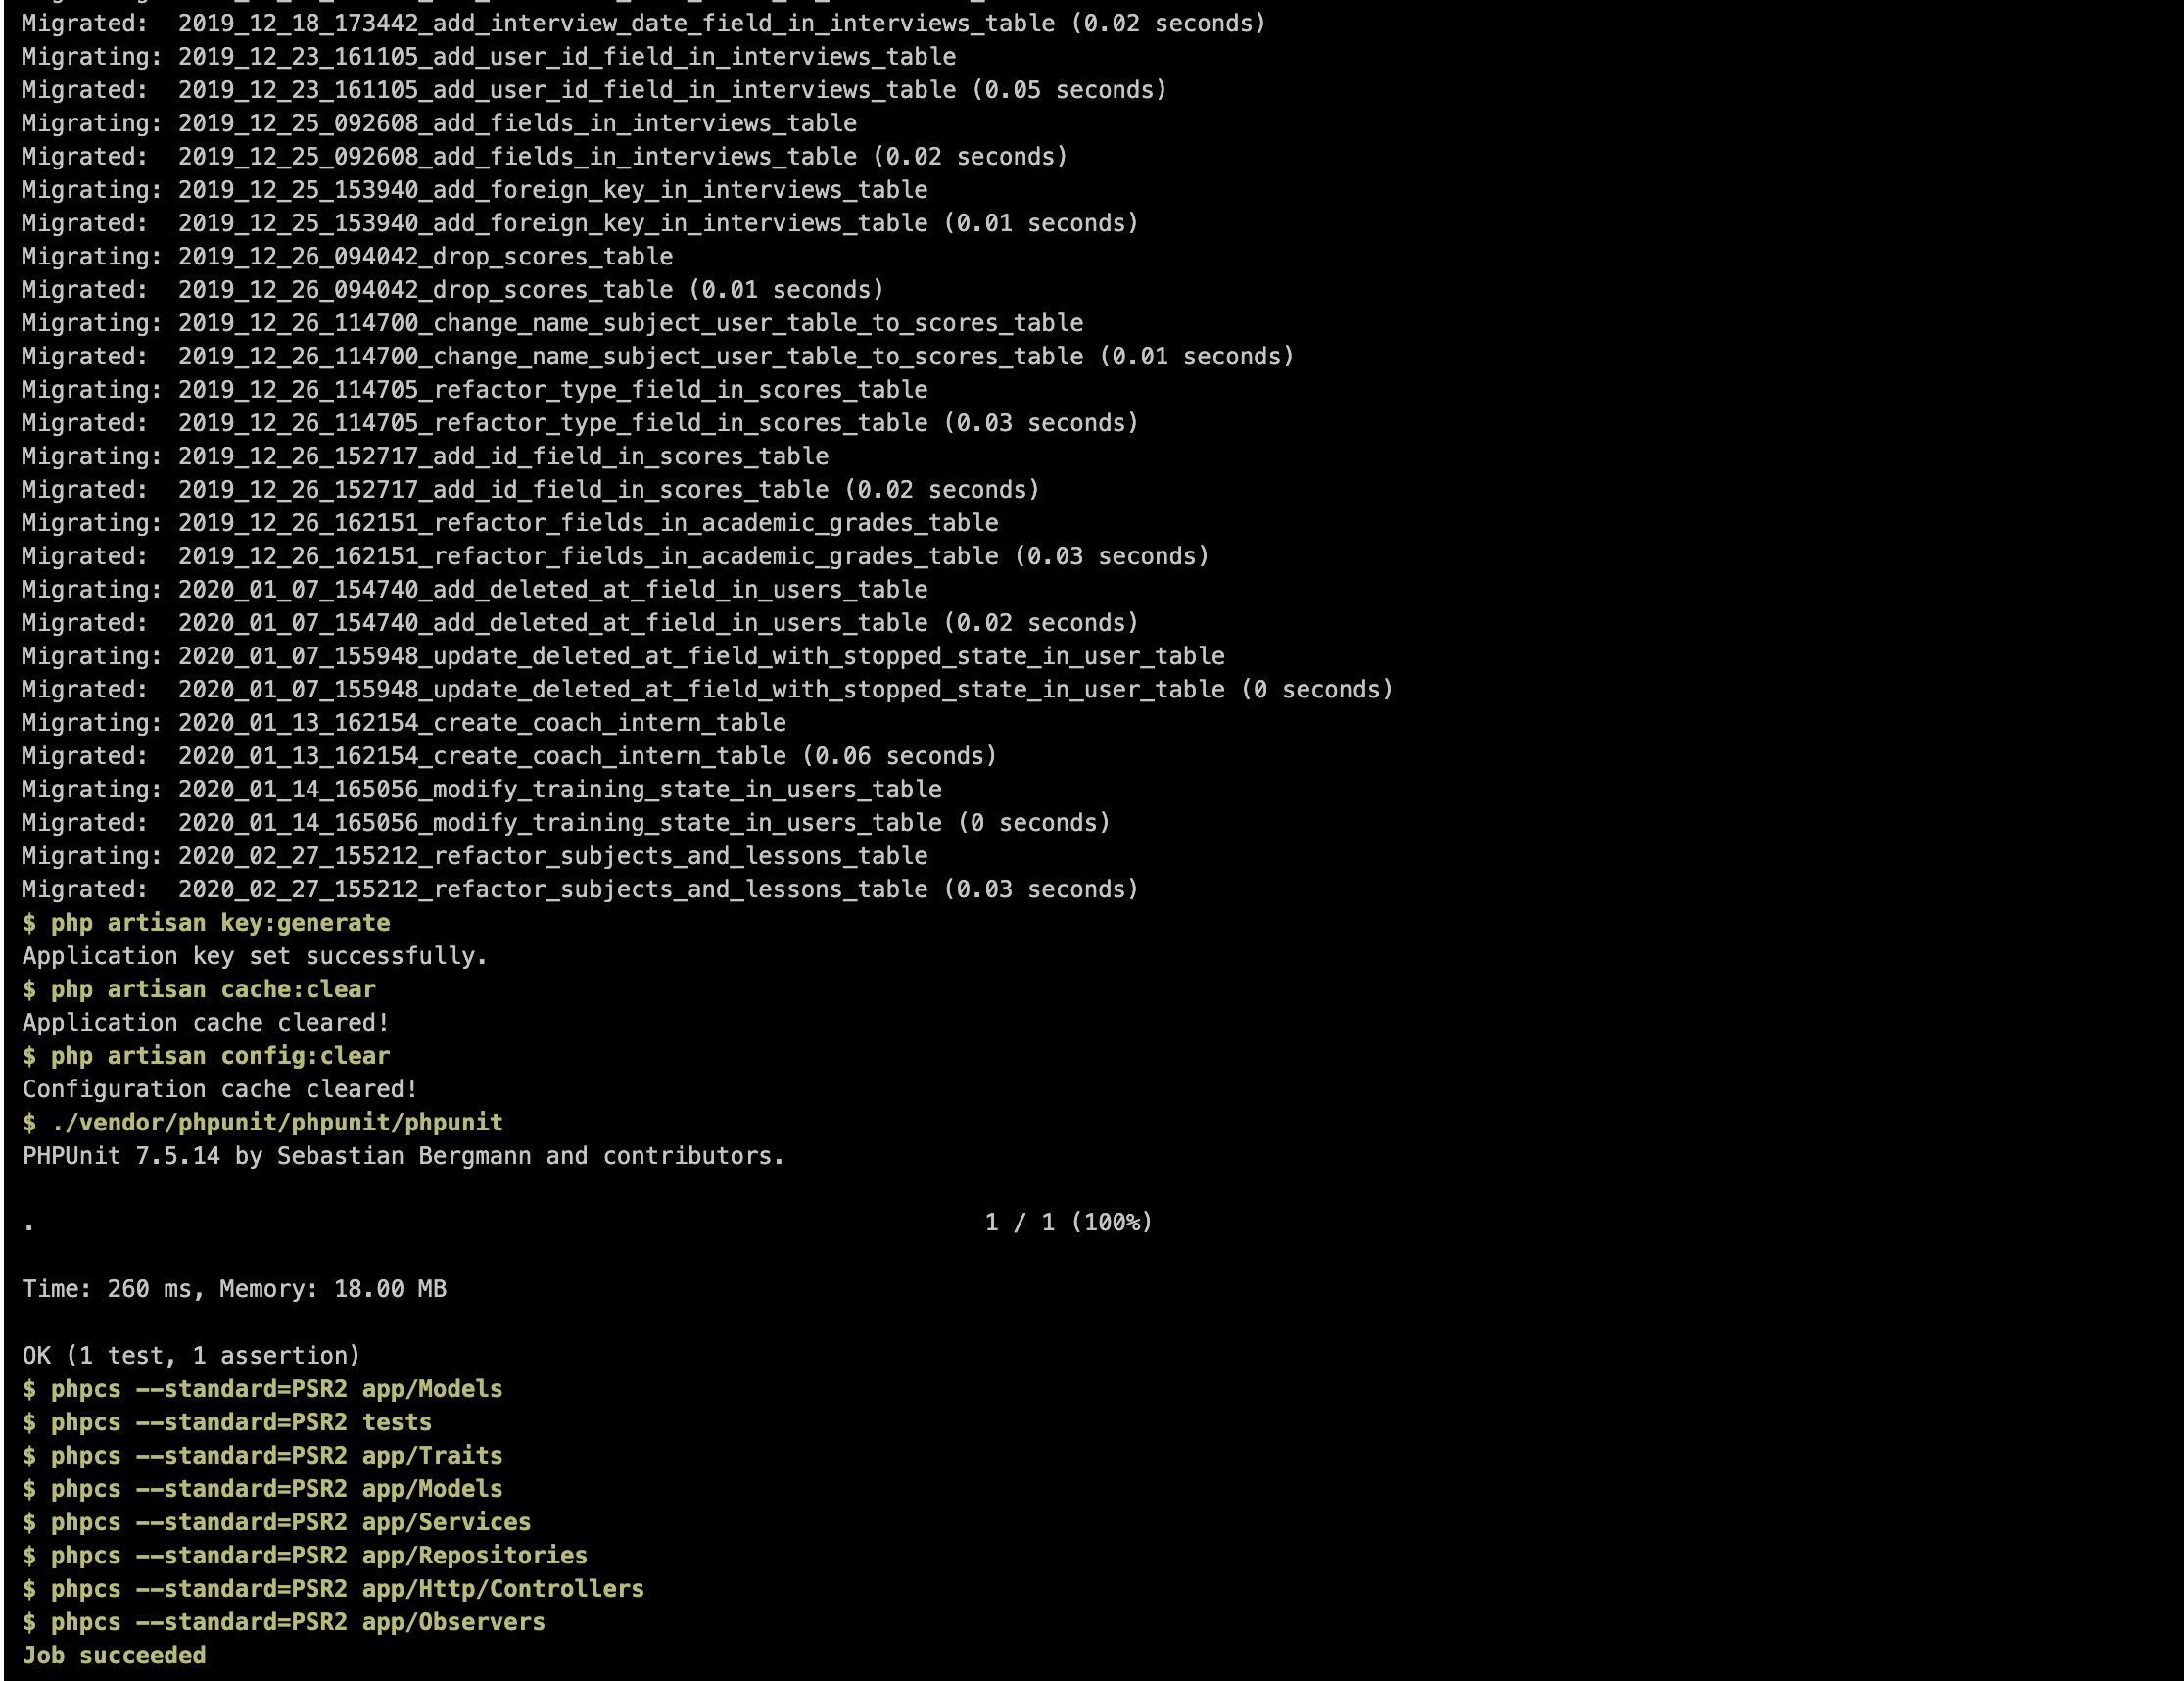 Migrated:  2019_12_18_173442_add_interview_date_field_in_interviews_table (0.02 seconds)
Migrating: 2019_12_23_161105_add_user_id_field_in_interviews_table
Migrated:  2019_12_23_161105_add_user_id_field_in_interviews_table (0.05 seconds)
Migrating: 2019_12_25_092608_add_fields_in_interviews_table
Migrated:  2019_12_25_092608_add_fields_in_interviews_table (0.02 seconds)
Migrating: 2019_12_25_153940_add_foreign_key_in_interviews_table
Migrated:  2019_12_25_153940_add_foreign_key_in_interviews_table (0.01 seconds)
Migrating: 2019_12_26_094042_drop_scores_table
Migrated:  2019_12_26_094042_drop_scores_table (0.01 seconds)
Migrating: 2019_12_26_114700_change_name_subject_user_table_to_scores_table
Migrated:  2019_12_26_114700_change_name_subject_user_table_to_scores_table (0.01 seconds)
Migrating: 2019_12_26_114705_refactor_type_field_in_scores_table
Migrated:  2019_12_26_114705_refactor_type_field_in_scores_table (0.03 seconds)
Migrating: 2019_12_26_152717_add_id_field_in_scores_table
Migrated:  2019_12_26_152717_add_id_field_in_scores_table (0.02 seconds)
Migrating: 2019_12_26_162151_refactor_fields_in_academic_grades_table
Migrated:  2019_12_26_162151_refactor_fields_in_academic_grades_table (0.03 seconds)
Migrating: 2020_01_07_154740_add_deleted_at_field_in_users_table
Migrated:  2020_01_07_154740_add_deleted_at_field_in_users_table (0.02 seconds)
Migrating: 2020_01_07_155948_update_deleted_at_field_with_stopped_state_in_user_table
Migrated:  2020_01_07_155948_update_deleted_at_field_with_stopped_state_in_user_table (0 seconds)
Migrating: 2020_01_13_162154_create_coach_intern_table
Migrated:  2020_01_13_162154_create_coach_intern_table (0.06 seconds)
Migrating: 2020_01_14_165056_modify_training_state_in_users_table
Migrated:  2020_01_14_165056_modify_training_state_in_users_table (0 seconds)
Migrating: 2020_02_27_155212_refactor_subjects_and_lessons_table
Migrated:  2020_02_27_155212_refactor_subjects_and_lessons_table (0.03 seconds)
$ php artisan key:generate
Application key set successfully.
$ php artisan cache:clear
Application cache cleared!
$ php artisan config:clear
Configuration cache cleared!
$ ./vendor/phpunit/phpunit/phpunit
PHPUnit 7.5.14 by Sebastian Bergmann and contributors.
. 1 / 1 (100%)
Time: 260 ms, Memory: 18.00 MB
OK (1 test, 1 assertion)
$ phpcs --standard=PSR2 app/Models
$ phpcs --standard=PSR2 tests
$ phpcs --standard=PSR2 app/Traits
$ phpcs --standard=PSR2 app/Models
$ phpcs --standard=PSR2 app/Services
$ phpcs --standard=PSR2 app/Repositories
$ phpcs --standard=PSR2 app/Http/Controllers
$ phpcs --standard=PSR2 app/Observers
Job succeeded